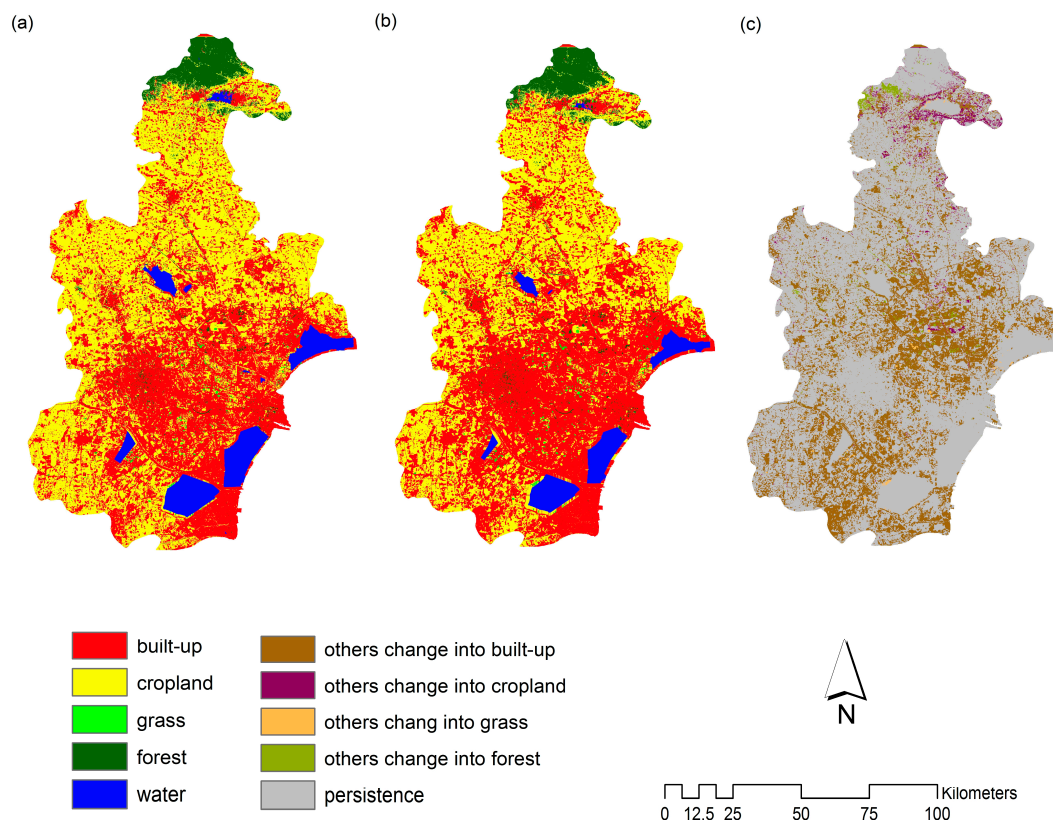 (a)
(b)
(c)
built-up
cropland
grass
forest
water
others change into built-up
others change into cropland
others chang into grass
others change into forest
persistence
N
Kilometers
0 12.5 25 50 75 100